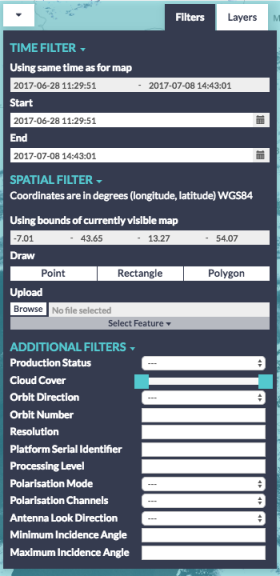 Filters Layers M
TIME FILTER
Using same time as for map
2017-06-28 11:29:51 - 2017-07-08 14:43:01
Start
2017-06-28 11:29:51
End
2017-07-08 14:43:01
SPATIAL FILTER
Coordinates are in degrees (longitude, latitude) WGS84
Using bounds of currently visible map
-7.01 - 43.65 - 13.27 - 54.07
Draw
Point Rectangle Polygon
Upload
Browse No file selected
Select Feature
ADDITIONAL FILTERS
Production Status ---
Cloud Cover
Orbit Direction ---
Orbit Number
Resolution
Platform Serial Identifier
Processing Level
Polarisation Mode ---
Polarisation Channels ---
Antenna Look Direction ---
Minimum Incidence Angle
Maximum Incidence Angle